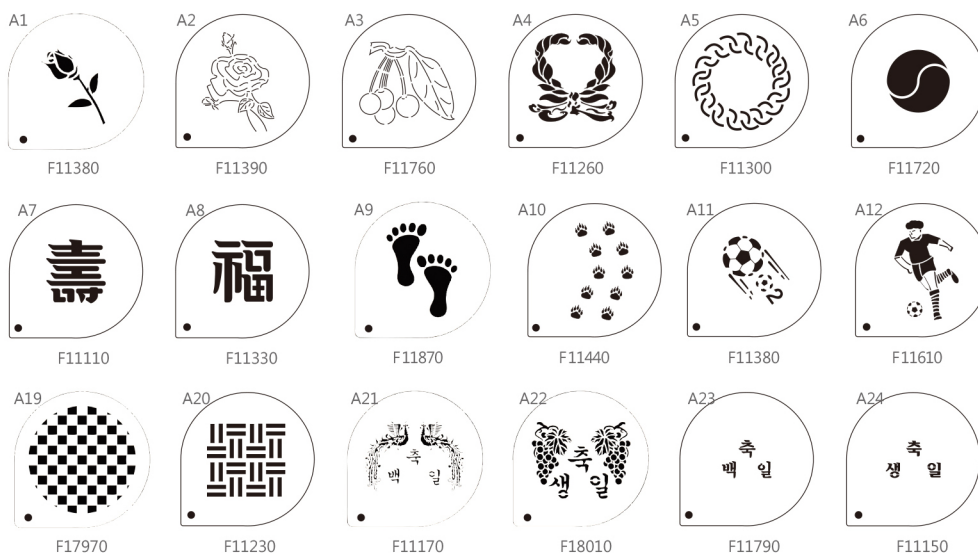 A1 A2 A3 A4 A5 A6
F11380 F11390 F11760 F11260 F11300 F11720
A7 A8 A9 A10 A11 A12
壽 福
2
F11110 F11330 F11870 F11440 F11380 F11610
A19 A20 A21 A22 A23 A24
축 축 축 축
백 일 생 일 백 일 생 일
F17970 F11230 F11170 F18010 F11790 F11150